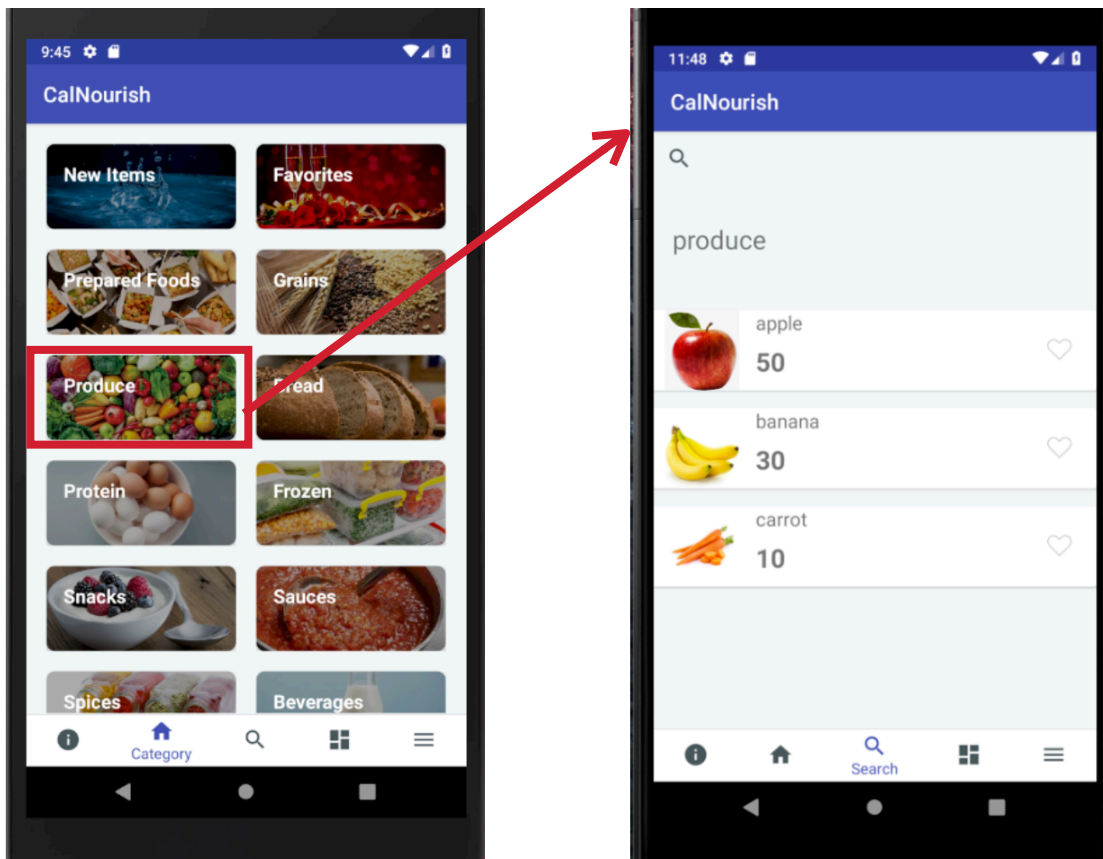 9:45
CalNourish
New Items
Favorites
Prepared Foods
Grains
Produce
Bread
Protein
Frozen
Snacks
Sauces
Spices
Beverages
Category
11:48
CalNourish
produce
apple
50
banana
30
carrot
10
Search